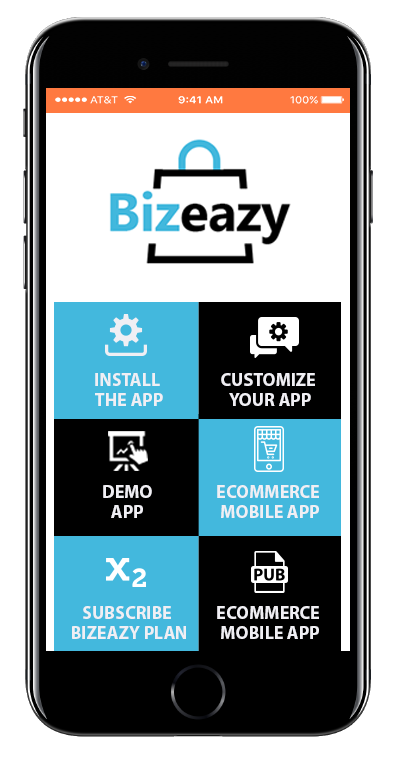 AT&T 9:41 AM 100%
Bizeazy
INSTALL
THE APP
CUSTOMIZE
YOUR APP
DEMO
APP
ECOMMERCE
MOBILE APP
X2
SUBSCRIBE
BIZEAZY PLAN
PUB
ECOMMERCE
MOBILE APP